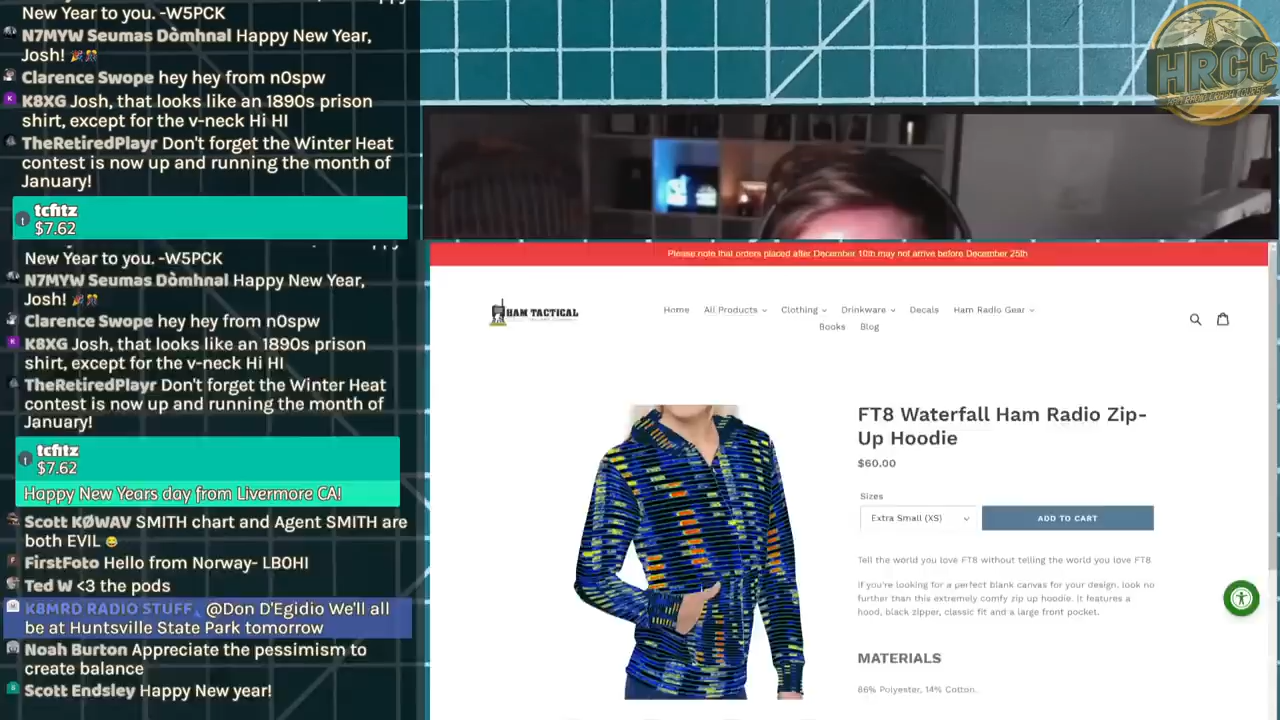 New Year to you. -W5PCK
N7MYW Seumas Dòmhnal Happy New Year,
Josh! 🎉🎊
Clarence Swope hey hey from n0spw
K8XG Josh, that looks like an 1890s prison
shirt, except for the v-neck Hi HI
TheRetiredPlayr Don't forget the Winter Heat
contest is now up and running the month of
January!
tcfitz
$7.62
New Year to you. -W5PCK
N7MYW Seumas Dòmhnal Happy New Year,
Josh! 🎉🎊
Clarence Swope hey hey from n0spw
K8XG Josh, that looks like an 1890s prison
shirt, except for the v-neck Hi HI
TheRetiredPlayr Don't forget the Winter Heat
contest is now up and running the month of
January!
tcfitz
$7.62
Happy New Years day from Livermore CA!
Scott KØWAV SMITH chart and Agent SMITH are
both EVIL 😂
FirstFoto Hello from Norway- LB0HI
Ted W <3 the pods
K8MRD RADIO STUFF @Don D'Egidio We'll all
be at Huntsville State Park tomorrow
Noah Burton Appreciate the pessimism to
create balance
Scott Endsley Happy New year!
HRCC
Please note that orders placed after December 10th may not arrive before December 25th
HAM TACTICAL
Home All Products Clothing Drinkware Decals Ham Radio Gear
Books Blog
FT8 Waterfall Ham Radio Zip-
Up Hoodie
$60.00
Sizes
Extra Small (XS) ADD TO CART
Tell the world you love FT8 without telling the world you love FT8
If you're looking for a perfect blank canvas for your design, look no
further than this extremely comfy zip up hoodie. It features a
hood, black zipper, classic fit and a large front pocket.
MATERIALS
86% Polyester, 14% Cotton.